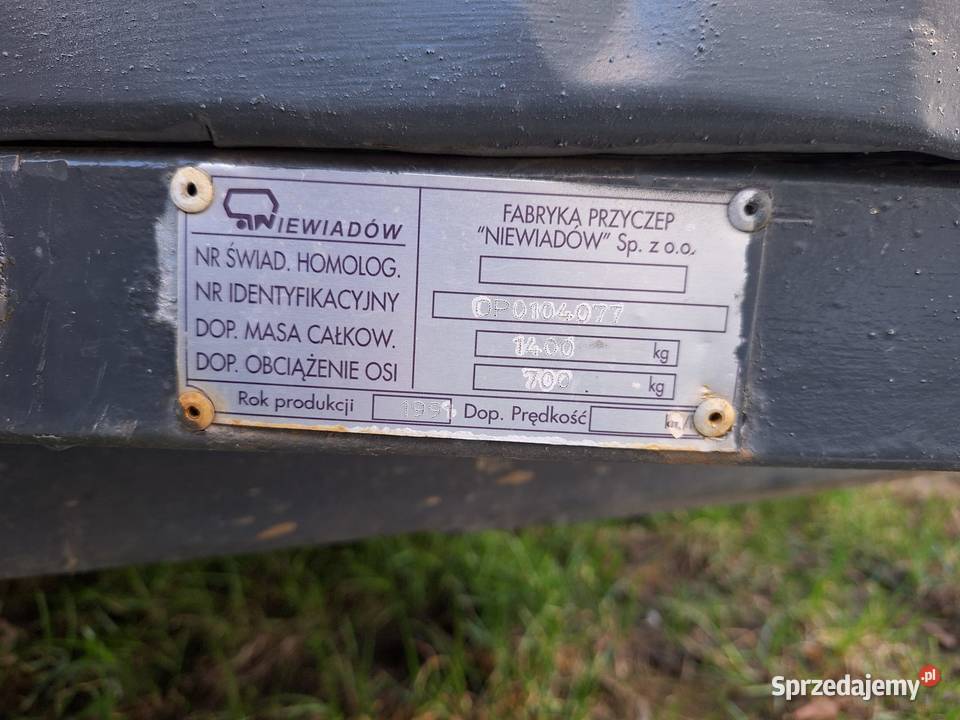 NIEWIADÓW
FABRYKA PRZYCZEP
"NIEWIADÓW" Sp. z o.o.
NR ŚWIAD. HOMOLOG.
NR IDENTYFIKACYJNY 0P0104077
DOP. MASA CAŁKOW. 1400 kg
DOP. OBCIĄŻENIE OSI 700 kg
Rok produkcji Dop. Prędkość
Sprzedajemy.pl